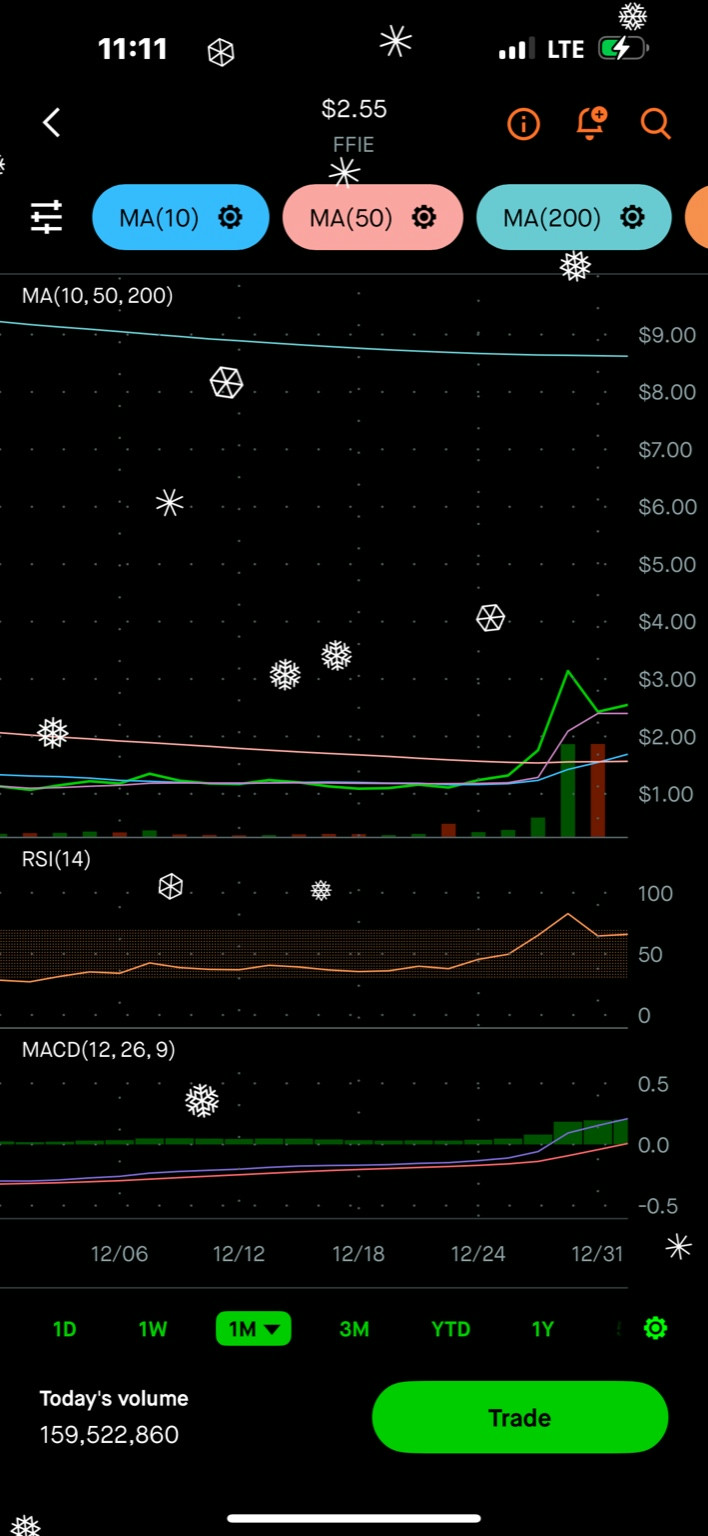 11:11
LTE
$2.55
FFIE
MA(10)
MA(50)
MA(200)
MA(10, 50, 200)
$9.00
$8.00
$7.00
$6.00
$5.00
$4.00
$3.00
$2.00
$1.00
RSI(14)
100
50
0
MACD(12, 26, 9)
0.5
0.0
-0.5
12/06 12/12 12/18 12/24 12/31
1D 1W 1M 3M YTD 1Y
Today's volume
159,522,860
Trade